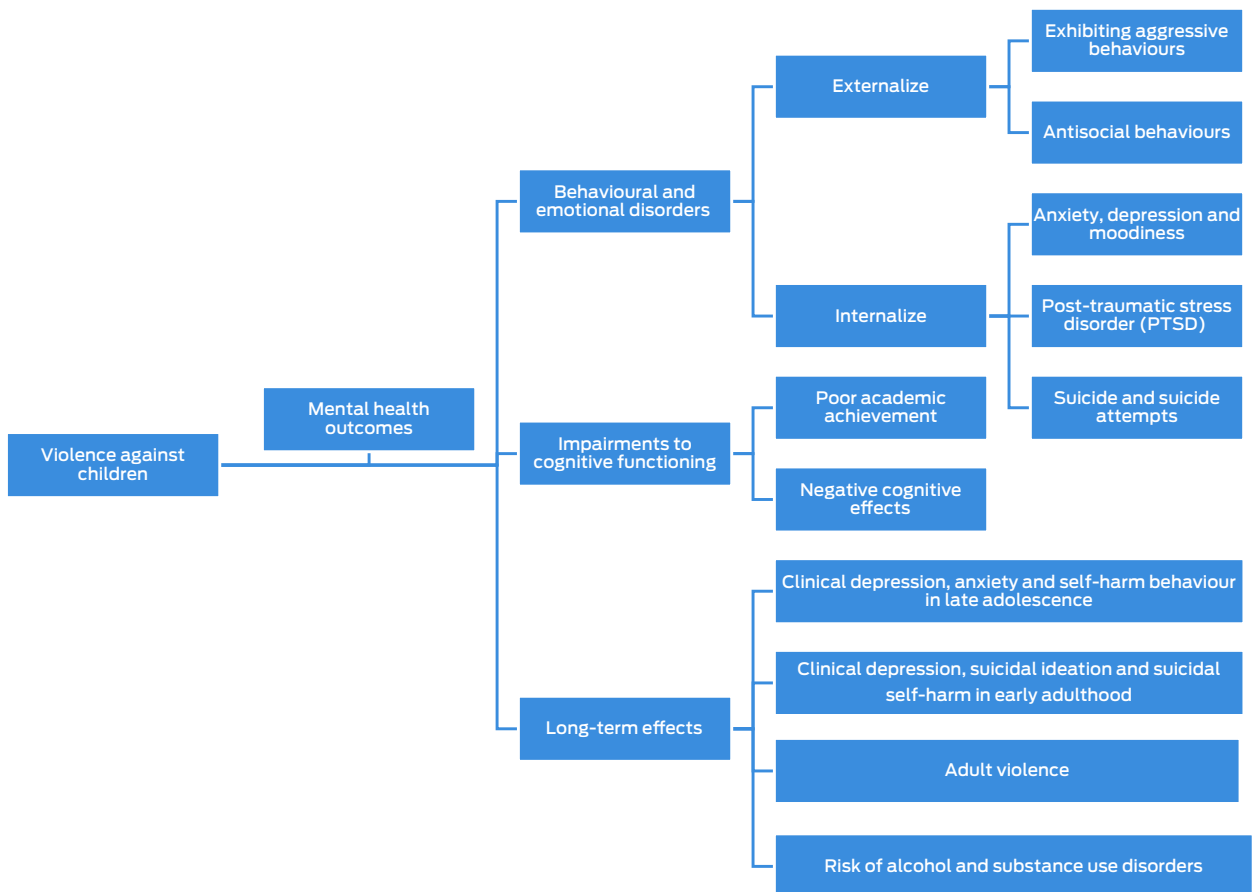 Violence against
children
Mental health
outcomes
Behavioural and
emotional disorders
Externalize
Exhibiting aggressive
behaviours
Antisocial behaviours
Internalize
Anxiety, depression and
moodiness
Post-traumatic stress
disorder (PTSD)
Suicide and suicide
attempts
Impairments to
cognitive functioning
Poor academic
achievement
Negative cognitive
effects
Long-term effects
Clinical depression, anxiety and self-harm behaviour
in late adolescence
Clinical depression, suicidal ideation and suicidal
self-harm in early adulthood
Adult violence
Risk of alcohol and substance use disorders